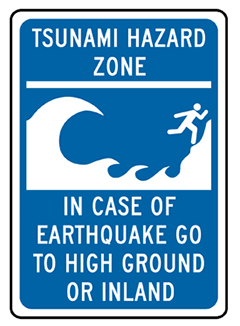 TSUNAMI HAZARD
ZONE
IN CASE OF
EARTHQUAKE GO
TO HIGH GROUND
OR INLAND